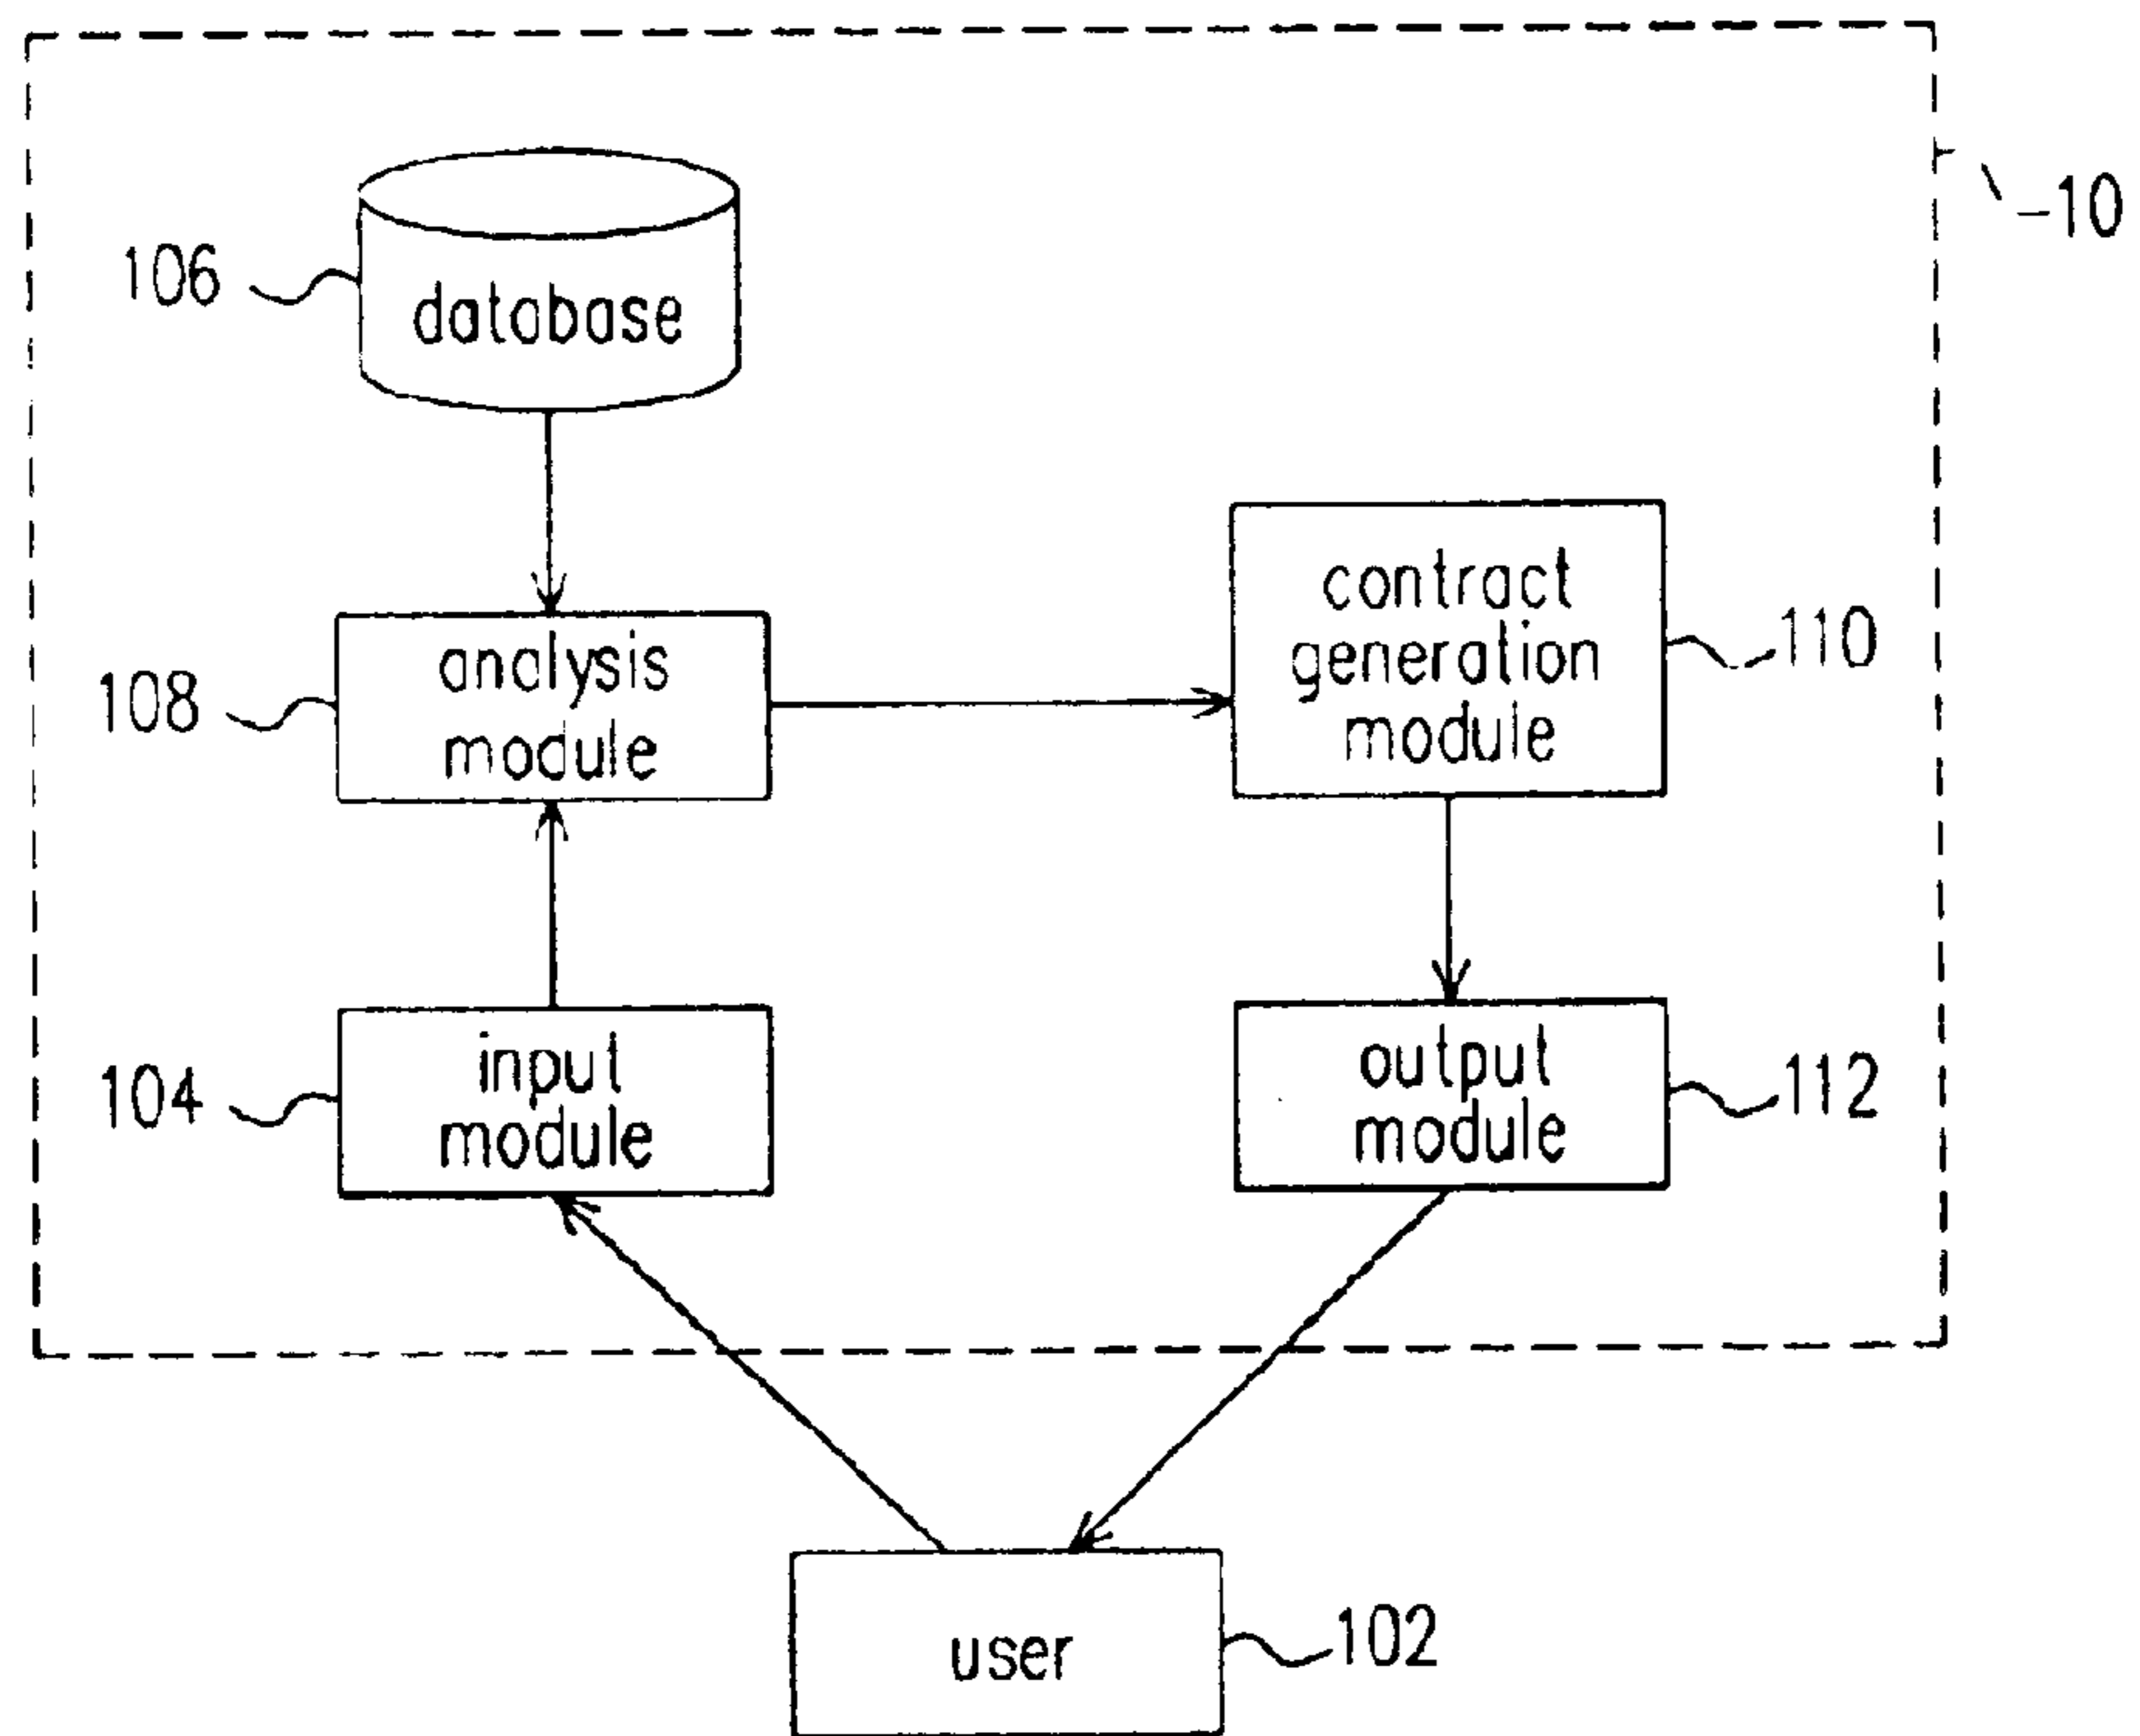 10
106
database
contract
generation
module
110
analysis
module
108
input
module
104
output
module
112
user
102